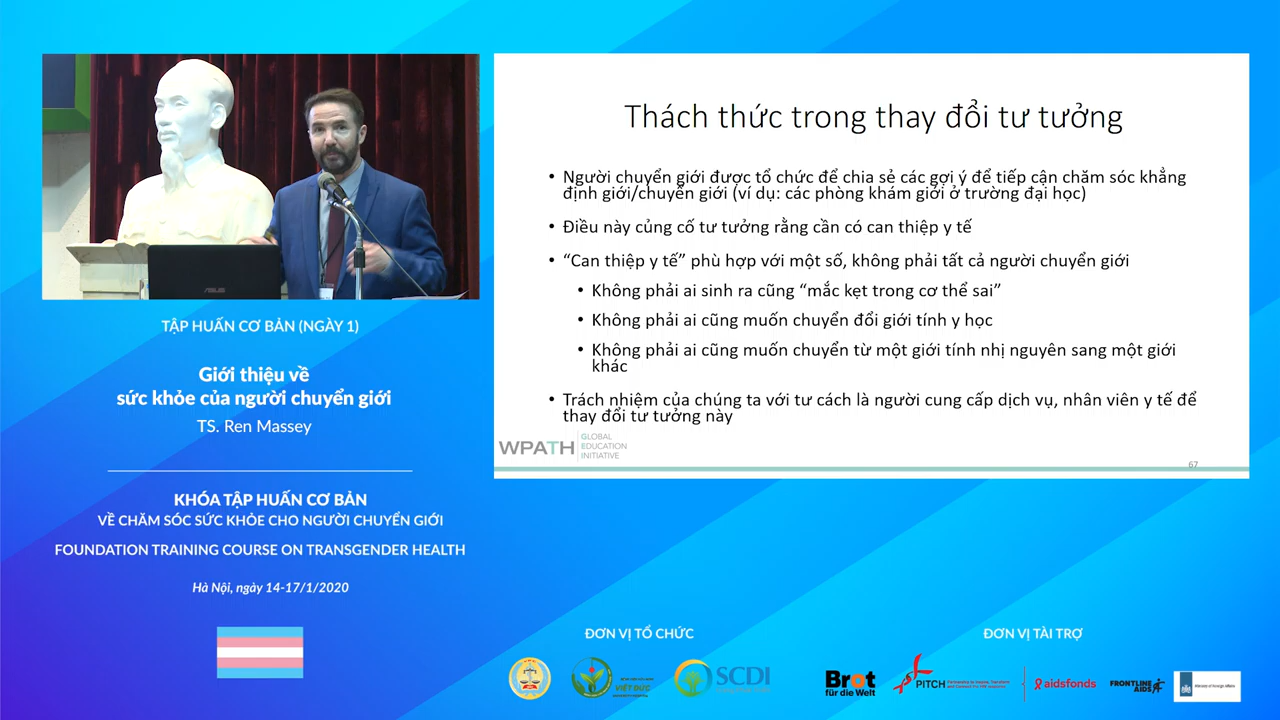 Thách thức trong thay đổi tư tưởng
• Người chuyển giới được tổ chức để chia sẻ các gợi ý để tiếp cận chăm sóc khẳng
định giới/chuyển giới (ví dụ: các phòng khám giới ở trường đại học)
• Điều này củng cố tư tưởng rằng cần có can thiệp y tế
• “Can thiệp y tế” phù hợp với một số, không phải tất cả người chuyển giới
• Không phải ai sinh ra cũng “mắc kẹt trong cơ thể sai”
• Không phải ai cũng muốn chuyển đổi giới tính y học
• Không phải ai cũng muốn chuyển từ một giới tính nhị nguyên sang một giới
khác
• Trách nhiệm của chúng ta với tư cách là người cung cấp dịch vụ, nhân viên y tế để
thay đổi tư tưởng này
WPATH
GLOBAL
EDUCATION
INITIATIVE
67
ASUS
TẬP HUẤN CƠ BẢN (NGÀY 1)
Giới thiệu về
sức khỏe của người chuyển giới
TS. Ren Massey
KHÓA TẬP HUẤN CƠ BẢN
VỀ CHĂM SÓC SỨC KHỎE CHO NGƯỜI CHUYỂN GIỚI
FOUNDATION TRAINING COURSE ON TRANSGENDER HEALTH
Hà Nội, ngày 14-17/1/2020
ĐƠN VỊ TỔ CHỨC
VIỆT ĐỨC
SCDI
ĐƠN VỊ TÀI TRỢ
Brot
für die Welt
PITCH
aidsfonds
FRONTLINE
AIDS
Ministry of Foreign Affairs